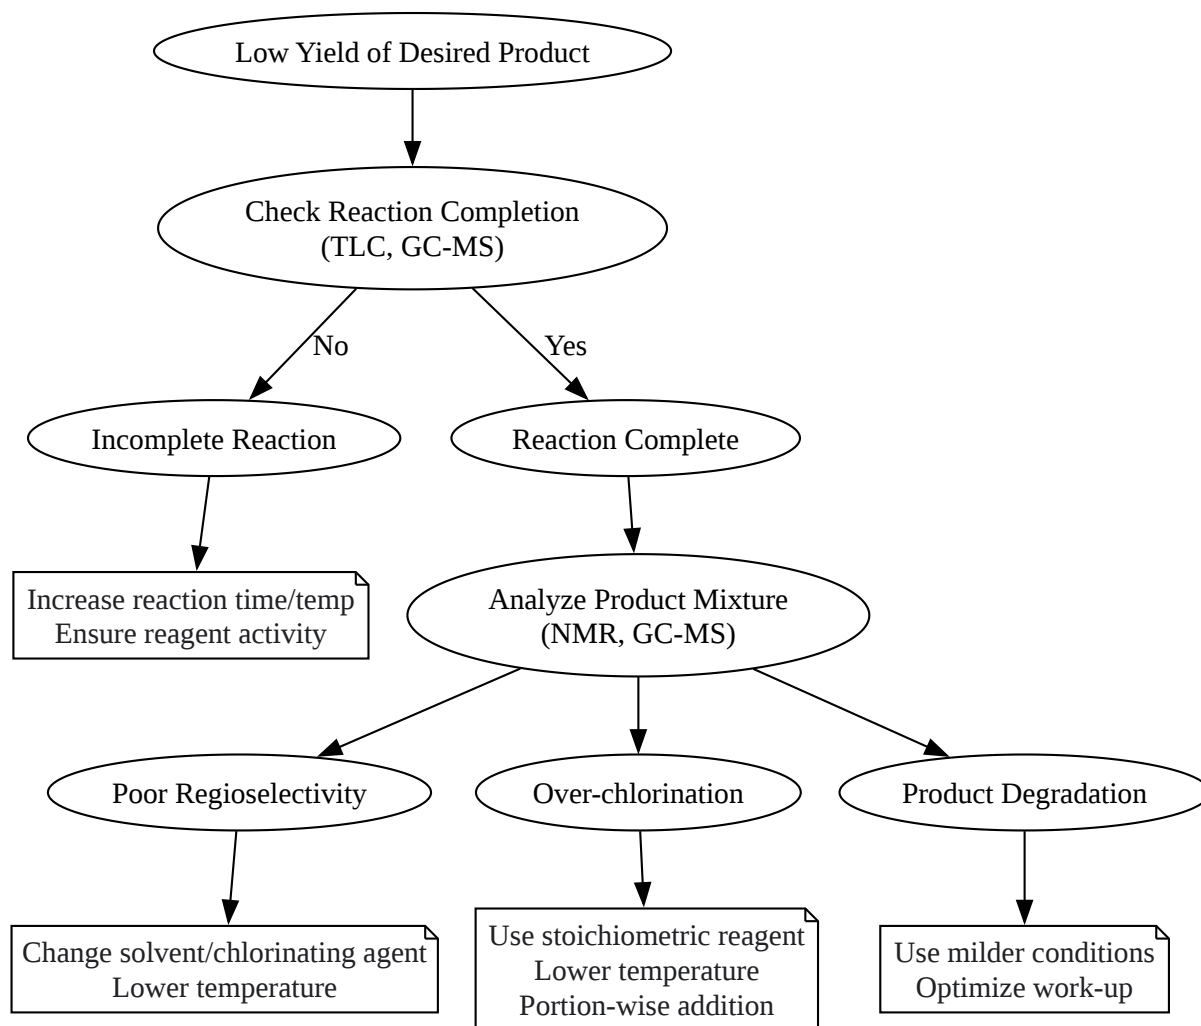 Low Yield of Desired Product
Check Reaction Completion
(TLC, GC-MS)
No
Yes
Incomplete Reaction
Reaction Complete
Increase reaction time/temp
Ensure reagent activity
Analyze Product Mixture
(NMR, GC-MS)
Poor Regioselectivity
Over-chlorination
Product Degradation
Change solvent/chlorinating agent
Lower temperature
Use stoichiometric reagent
Lower temperature
Portion-wise addition
Use milder conditions
Optimize work-up